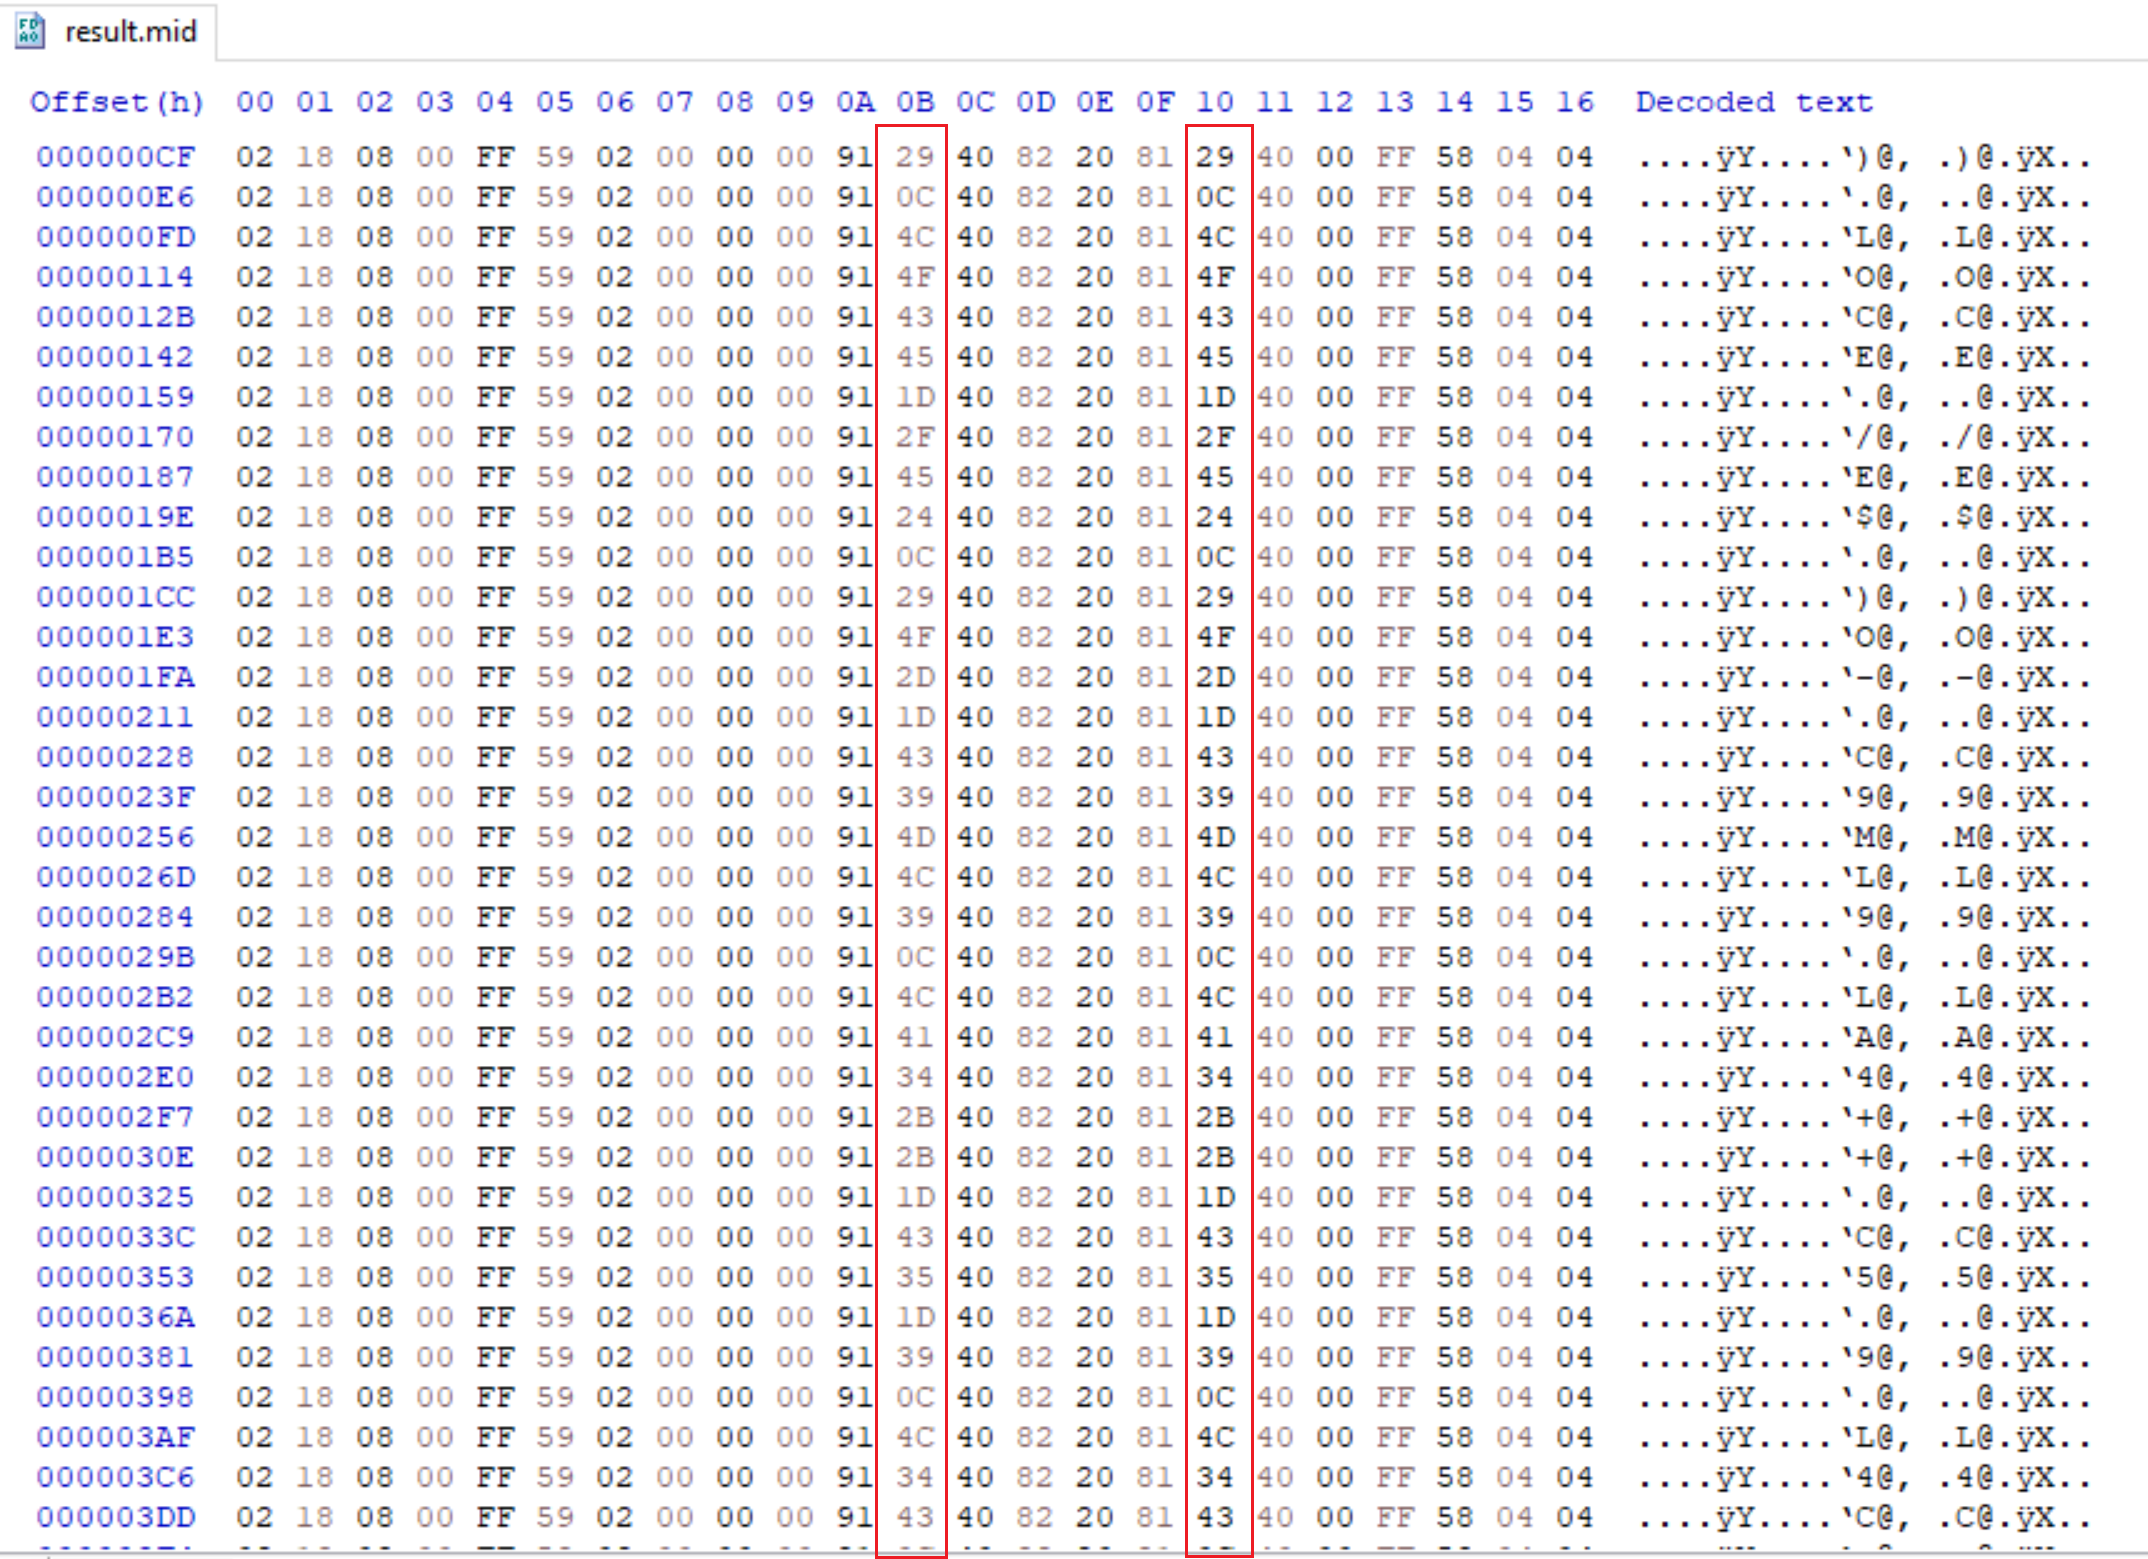 result.mid
Offset(h) 00 01 02 03 04 05 06 07 08 09 0A 0B 0C 0D 0E 0F 10 11 12 13 14 15 16 Decoded text
000000CF 02 18 08 00 FF 59 02 00 00 00 91 29 40 82 20 81 29 40 00 FF 58 04 04 ....ÿY....‘)@‚ .)@.ÿX..
000000E6 02 18 08 00 FF 59 02 00 00 00 91 0C 40 82 20 81 0C 40 00 FF 58 04 04 ....ÿY....‘.@‚ ..@.ÿX..
000000FD 02 18 08 00 FF 59 02 00 00 00 91 4C 40 82 20 81 4C 40 00 FF 58 04 04 ....ÿY....‘L@‚ .L@.ÿX..
00000114 02 18 08 00 FF 59 02 00 00 00 91 4F 40 82 20 81 4F 40 00 FF 58 04 04 ....ÿY....‘O@‚ .O@.ÿX..
0000012B 02 18 08 00 FF 59 02 00 00 00 91 43 40 82 20 81 43 40 00 FF 58 04 04 ....ÿY....‘C@‚ .C@.ÿX..
00000142 02 18 08 00 FF 59 02 00 00 00 91 45 40 82 20 81 45 40 00 FF 58 04 04 ....ÿY....‘E@‚ .E@.ÿX..
00000159 02 18 08 00 FF 59 02 00 00 00 91 1D 40 82 20 81 1D 40 00 FF 58 04 04 ....ÿY....‘.@‚ ..@.ÿX..
00000170 02 18 08 00 FF 59 02 00 00 00 91 2F 40 82 20 81 2F 40 00 FF 58 04 04 ....ÿY....‘/@‚ ./@.ÿX..
00000187 02 18 08 00 FF 59 02 00 00 00 91 45 40 82 20 81 45 40 00 FF 58 04 04 ....ÿY....‘E@‚ .E@.ÿX..
0000019E 02 18 08 00 FF 59 02 00 00 00 91 24 40 82 20 81 24 40 00 FF 58 04 04 ....ÿY....‘$@‚ .$@.ÿX..
000001B5 02 18 08 00 FF 59 02 00 00 00 91 0C 40 82 20 81 0C 40 00 FF 58 04 04 ....ÿY....‘.@‚ ..@.ÿX..
000001CC 02 18 08 00 FF 59 02 00 00 00 91 29 40 82 20 81 29 40 00 FF 58 04 04 ....ÿY....‘)@‚ .)@.ÿX..
000001E3 02 18 08 00 FF 59 02 00 00 00 91 4F 40 82 20 81 4F 40 00 FF 58 04 04 ....ÿY....‘O@‚ .O@.ÿX..
000001FA 02 18 08 00 FF 59 02 00 00 00 91 2D 40 82 20 81 2D 40 00 FF 58 04 04 ....ÿY....‘-@‚ .-@.ÿX..
00000211 02 18 08 00 FF 59 02 00 00 00 91 1D 40 82 20 81 1D 40 00 FF 58 04 04 ....ÿY....‘.@‚ ..@.ÿX..
00000228 02 18 08 00 FF 59 02 00 00 00 91 43 40 82 20 81 43 40 00 FF 58 04 04 ....ÿY....‘C@‚ .C@.ÿX..
0000023F 02 18 08 00 FF 59 02 00 00 00 91 39 40 82 20 81 39 40 00 FF 58 04 04 ....ÿY....‘9@‚ .9@.ÿX..
00000256 02 18 08 00 FF 59 02 00 00 00 91 4D 40 82 20 81 4D 40 00 FF 58 04 04 ....ÿY....‘M@‚ .M@.ÿX..
0000026D 02 18 08 00 FF 59 02 00 00 00 91 4C 40 82 20 81 4C 40 00 FF 58 04 04 ....ÿY....‘L@‚ .L@.ÿX..
00000284 02 18 08 00 FF 59 02 00 00 00 91 39 40 82 20 81 39 40 00 FF 58 04 04 ....ÿY....‘9@‚ .9@.ÿX..
0000029B 02 18 08 00 FF 59 02 00 00 00 91 0C 40 82 20 81 0C 40 00 FF 58 04 04 ....ÿY....‘.@‚ ..@.ÿX..
000002B2 02 18 08 00 FF 59 02 00 00 00 91 4C 40 82 20 81 4C 40 00 FF 58 04 04 ....ÿY....‘L@‚ .L@.ÿX..
000002C9 02 18 08 00 FF 59 02 00 00 00 91 41 40 82 20 81 41 40 00 FF 58 04 04 ....ÿY....‘A@‚ .A@.ÿX..
000002E0 02 18 08 00 FF 59 02 00 00 00 91 34 40 82 20 81 34 40 00 FF 58 04 04 ....ÿY....‘4@‚ .4@.ÿX..
000002F7 02 18 08 00 FF 59 02 00 00 00 91 2B 40 82 20 81 2B 40 00 FF 58 04 04 ....ÿY....‘+@‚ .+@.ÿX..
0000030E 02 18 08 00 FF 59 02 00 00 00 91 2B 40 82 20 81 2B 40 00 FF 58 04 04 ....ÿY....‘+@‚ .+@.ÿX..
00000325 02 18 08 00 FF 59 02 00 00 00 91 1D 40 82 20 81 1D 40 00 FF 58 04 04 ....ÿY....‘.@‚ ..@.ÿX..
0000033C 02 18 08 00 FF 59 02 00 00 00 91 43 40 82 20 81 43 40 00 FF 58 04 04 ....ÿY....‘C@‚ .C@.ÿX..
00000353 02 18 08 00 FF 59 02 00 00 00 91 35 40 82 20 81 35 40 00 FF 58 04 04 ....ÿY....‘5@‚ .5@.ÿX..
0000036A 02 18 08 00 FF 59 02 00 00 00 91 1D 40 82 20 81 1D 40 00 FF 58 04 04 ....ÿY....‘.@‚ ..@.ÿX..
00000381 02 18 08 00 FF 59 02 00 00 00 91 39 40 82 20 81 39 40 00 FF 58 04 04 ....ÿY....‘9@‚ .9@.ÿX..
00000398 02 18 08 00 FF 59 02 00 00 00 91 0C 40 82 20 81 0C 40 00 FF 58 04 04 ....ÿY....‘.@‚ ..@.ÿX..
000003AF 02 18 08 00 FF 59 02 00 00 00 91 4C 40 82 20 81 4C 40 00 FF 58 04 04 ....ÿY....‘L@‚ .L@.ÿX..
000003C6 02 18 08 00 FF 59 02 00 00 00 91 34 40 82 20 81 34 40 00 FF 58 04 04 ....ÿY....‘4@‚ .4@.ÿX..
000003DD 02 18 08 00 FF 59 02 00 00 00 91 43 40 82 20 81 43 40 00 FF 58 04 04 ....ÿY....‘C@‚ .C@.ÿX..